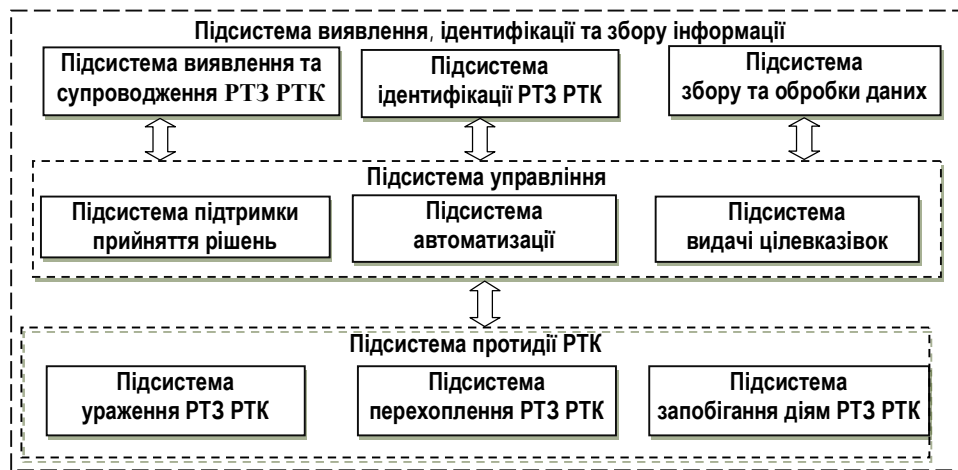 Підсистема виявлення, ідентифікації та збору інформації
Підсистема виявлення та
супроводження РТЗ РТК
Підсистема
ідентифікації РТЗ РТК
Підсистема
збору та обробки даних
Підсистема управління
Підсистема підтримки
прийняття рішень
Підсистема
автоматизації
Підсистема
видачі цілевказівок
Підсистема протидії РТК
Підсистема
ураження РТЗ РТК
Підсистема
перехоплення РТЗ РТК
Підсистема
запобігання діям РТЗ РТК